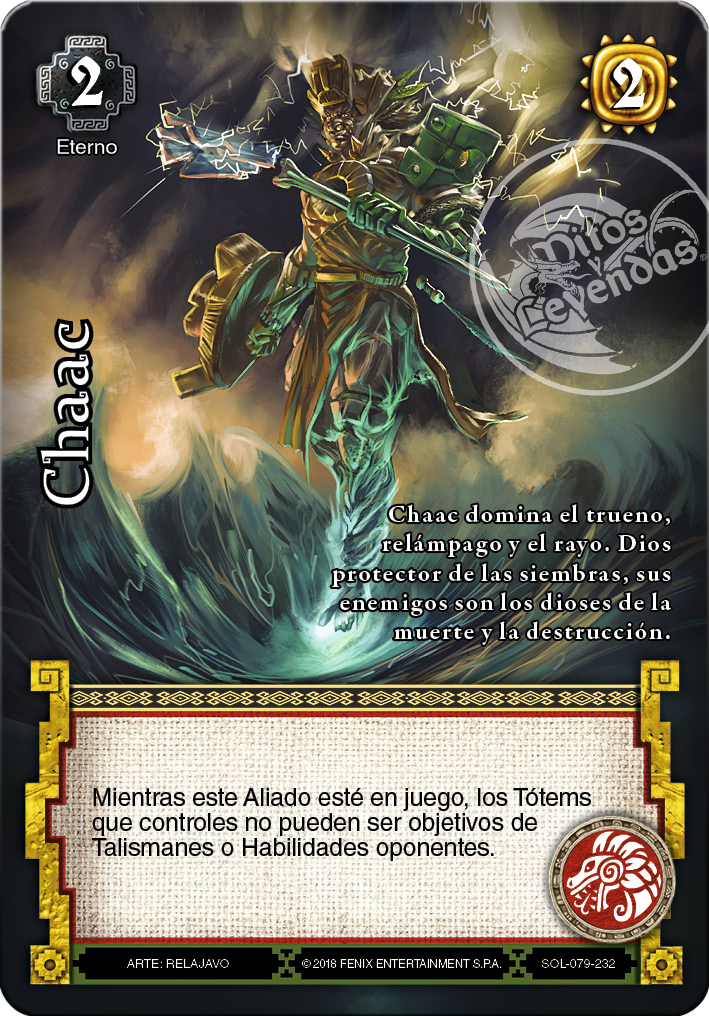 2
Eterno
2
Mitos
y
Leyendas
Chaac
Chaac domina el trueno,
relámpago y el rayo. Dios
protector de las siembras, sus
enemigos son los dioses de la
muerte y la destrucción.
Mientras este Aliado esté en juego, los Tótems
que controles no pueden ser objetivos de
Talismanes o Habilidades oponentes.
ARTE: RELAJAVO
© 2018 FENIX ENTERTAINMENT S.P.A.
SOL-079-232